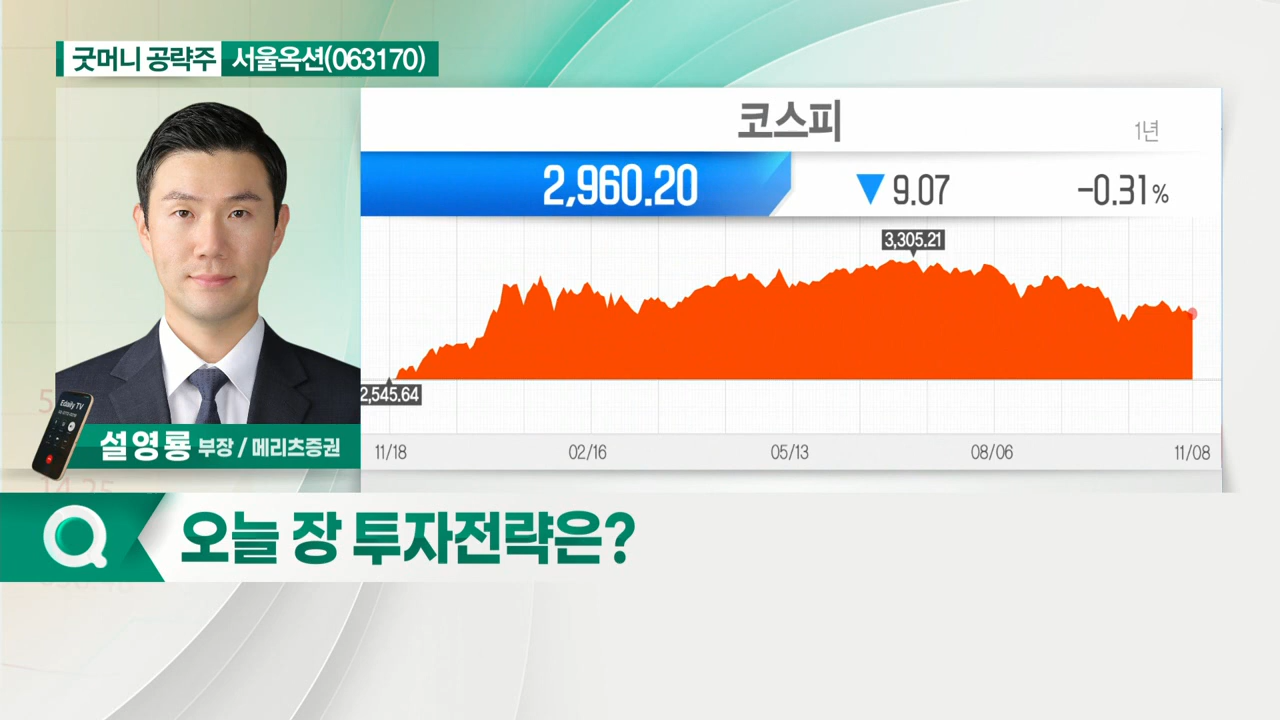 굿머니 공략주 서울옥션(063170)
코스피
1년
2,960.20 ▼ 9.07 -0.31%
3,305.21
2,545.64
11/18 02/16 05/13 08/06 11/08
Edaily TV
설영룡 부장 / 메리츠증권
오늘 장 투자전략은?